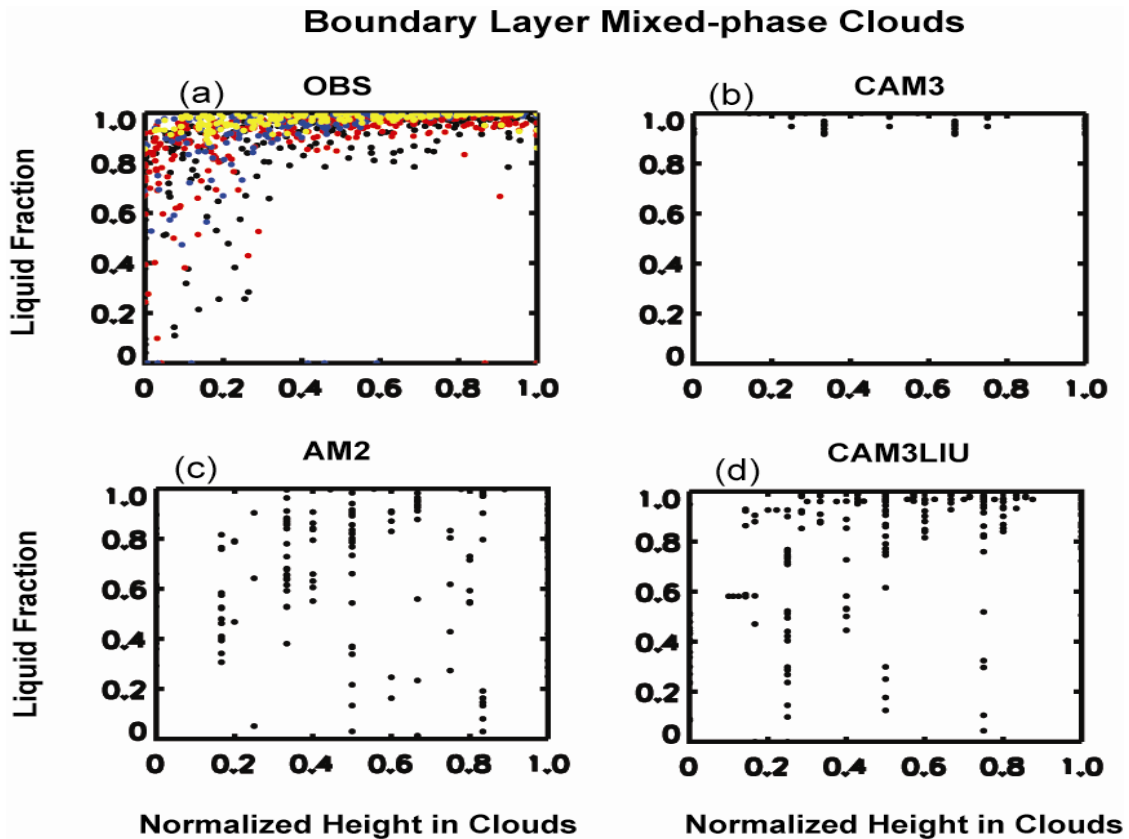 Boundary Layer Mixed-phase Clouds
(a) OBS
(b) CAM3
Liquid Fraction
1.0
0.8
0.6
0.4
0.2
0
0 0.2 0.4 0.6 0.8 1.0
1.0
0.8
0.6
0.4
0.2
0
0 0.2 0.4 0.6 0.8 1.0
(c) AM2
(d) CAM3LIU
Liquid Fraction
1.0
0.8
0.6
0.4
0.2
0
0 0.2 0.4 0.6 0.8 1.0
1.0
0.8
0.6
0.4
0.2
0
0 0.2 0.4 0.6 0.8 1.0
Normalized Height in Clouds
Normalized Height in Clouds